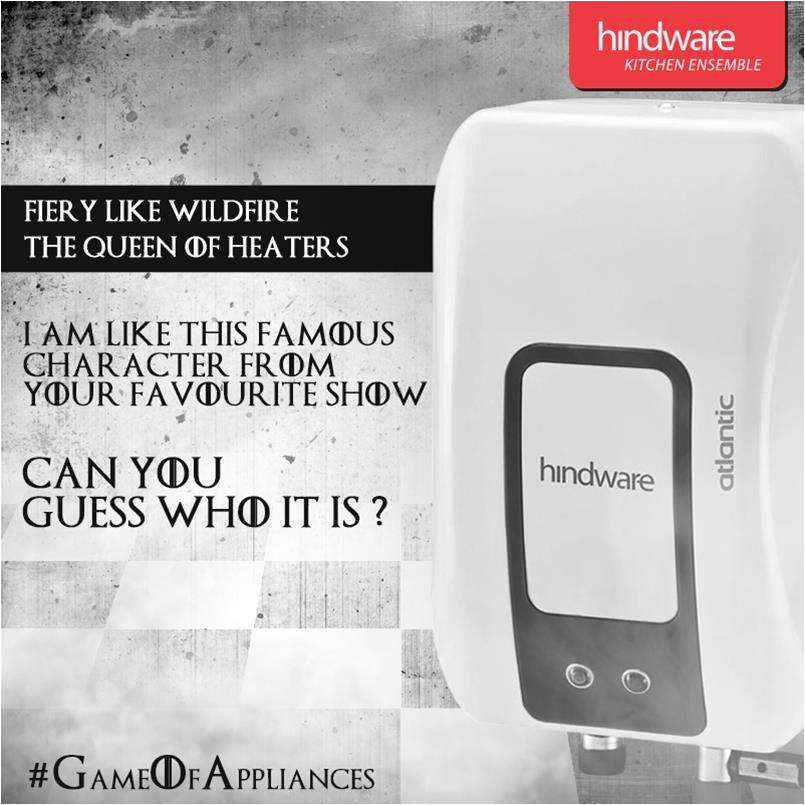 hindware
KITCHEN ENSEMBLE
FIERY LIKE WILDFIRE
THE QUEEN OF HEATERS
I AM LIKE THIS FAMOUS
CHARACTER FROM
YOUR FAVOURITE SHOW
CAN YOU
GUESS WHO IT IS ?
hindware
atlantic
#GAMEOFAPPLIANCES